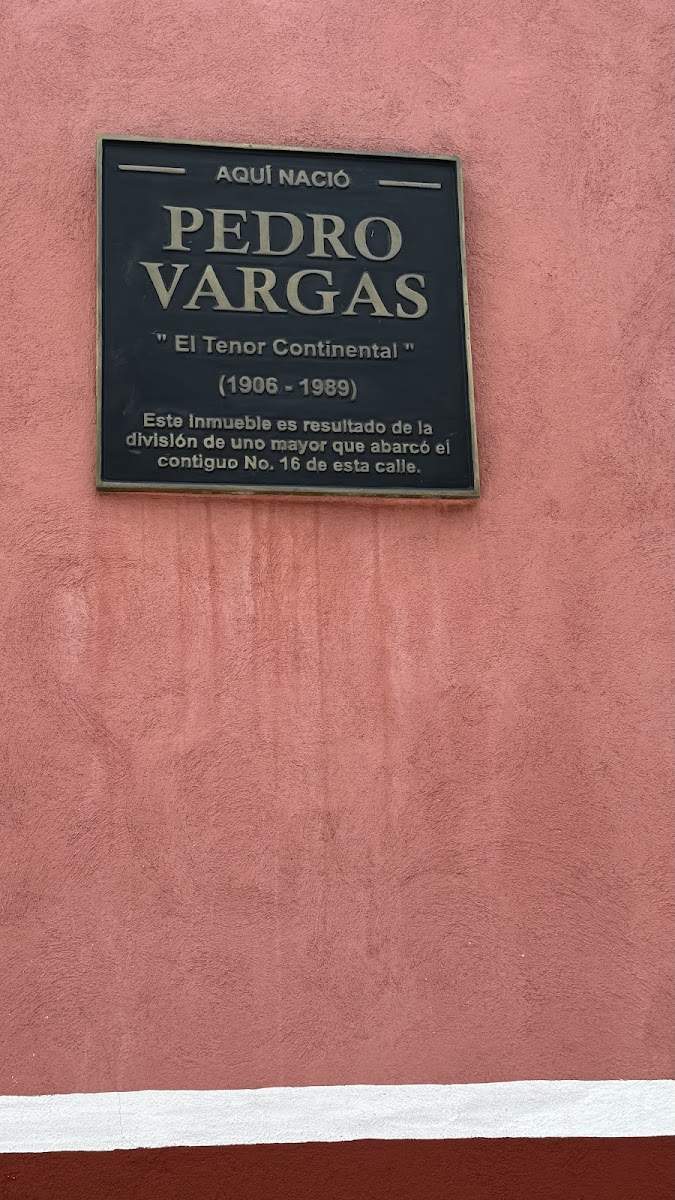 AQUÍ NACIÓ
PEDRO
VARGAS
" El Tenor Continental "
(1906 - 1989)
Este inmueble es resultado de la
división de uno mayor que abarcó el
contiguo No. 16 de esta calle.